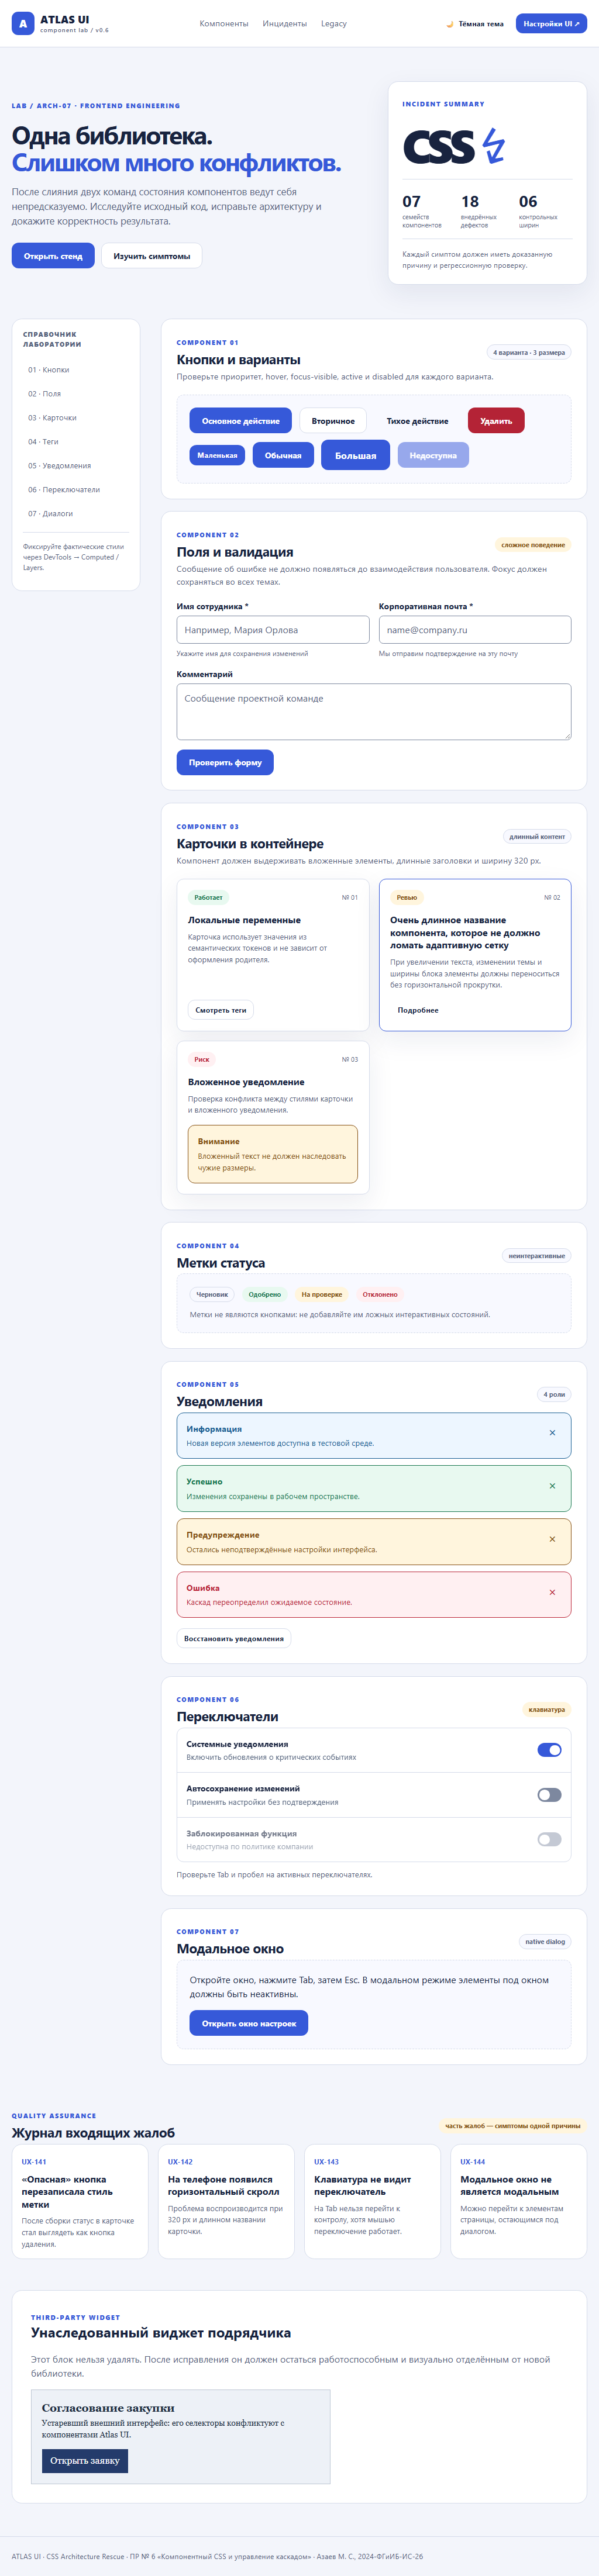 A
ATLAS UI
component lab / v0.6
Компоненты
Инциденты
Legacy
Тёмная тема
Настройки UI ↗
LAB / ARCH-07 · FRONTEND ENGINEERING
Одна библиотека.
Слишком много конфликтов.
После слияния двух команд состояния компонентов ведут себя
непредсказуемо. Исследуйте исходный код, исправьте архитектуру и
докажите корректность результата.
Открыть стенд
Изучить симптомы
INCIDENT SUMMARY
CSS↯
07
18
06
семейств
компонентов
внедрённых
дефектов
контрольных
ширин
Каждый симптом должен иметь доказанную
причину и регрессионную проверку.
СПРАВОЧНИК
ЛАБОРАТОРИИ
01 · Кнопки
02 · Поля
03 · Карточки
04 · Теги
05 · Уведомления
06 · Переключатели
07 · Диалоги
Фиксируйте фактические стили
через DevTools → Computed /
Layers.
COMPONENT 01
Кнопки и варианты
4 варианта · 3 размера
Проверьте приоритет, hover, focus-visible, active и disabled для каждого варианта.
Основное действие
Вторичное
Тихое действие
Удалить
Маленькая
Обычная
Большая
Недоступна
COMPONENT 02
Поля и валидация
сложное поведение
Сообщение об ошибке не должно появляться до взаимодействия пользователя. Фокус должен
сохраняться во всех темах.
Имя сотрудника *
Корпоративная почта *
Например, Мария Орлова
name@company.ru
Укажите имя для сохранения изменений
Мы отправим подтверждение на эту почту
Комментарий
Сообщение проектной команде
Проверить форму
COMPONENT 03
Карточки в контейнере
длинный контент
Компонент должен выдерживать вложенные элементы, длинные заголовки и ширину 320 px.
Работает
№ 01
Локальные переменные
Карточка использует значения из
семантических токенов и не зависит от
оформления родителя.
Смотреть теги
Ревью
№ 02
Очень длинное название
компонента, которое не должно
ломать адаптивную сетку
При увеличении текста, изменении темы и
ширины блока элементы должны переноситься
без горизонтальной прокрутки.
Подробнее
Риск
№ 03
Вложенное уведомление
Проверка конфликта между стилями карточки
и вложенного уведомления.
Внимание
Вложенный текст не должен наследовать
чужие размеры.
COMPONENT 04
Метки статуса
неинтерактивные
Черновик
Одобрено
На проверке
Отклонено
Метки не являются кнопками: не добавляйте им ложных интерактивных состояний.
COMPONENT 05
Уведомления
4 роли
Информация
Новая версия элементов доступна в тестовой среде.
×
Успешно
Изменения сохранены в рабочем пространстве.
×
Предупреждение
Остались неподтверждённые настройки интерфейса.
×
Ошибка
Каскад переопределил ожидаемое состояние.
×
Восстановить уведомления
COMPONENT 06
Переключатели
клавиатура
Системные уведомления
Включить обновления о критических событиях
Автосохранение изменений
Применять настройки без подтверждения
Заблокированная функция
Недоступна по политике компании
Проверьте Tab и пробел на активных переключателях.
COMPONENT 07
Модальное окно
native dialog
Откройте окно, нажмите Tab, затем Esc. В модальном режиме элементы под окном
должны быть неактивны.
Открыть окно настроек
QUALITY ASSURANCE
Журнал входящих жалоб
часть жалоб — симптомы одной причины
UX-141
«Опасная» кнопка
перезаписала стиль
метки
После сборки статус в карточке
стал выглядеть как кнопка
удаления.
UX-142
На телефоне появился
горизонтальный скролл
Проблема воспроизводится при
320 px и длинном названии
карточки.
UX-143
Клавиатура не видит
переключатель
На Tab нельзя перейти к
контролу, хотя мышью
переключение работает.
UX-144
Модальное окно не
является модальным
Можно перейти к элементам
страницы, оставшимся под
диалогом.
THIRD-PARTY WIDGET
Унаследованный виджет подрядчика
Этот блок нельзя удалять. После исправления он должен остаться работоспособным и визуально отделённым от новой
библиотеки.
Согласование закупки
Устаревший внешний интерфейс: его селекторы конфликтуют с
компонентами Atlas UI.
Открыть заявку
ATLAS UI · CSS Architecture Rescue · ПР № 6 «Компонентный CSS и управление каскадом» · Азаев М. С., 2024-ФГиИБ-ИС-2б